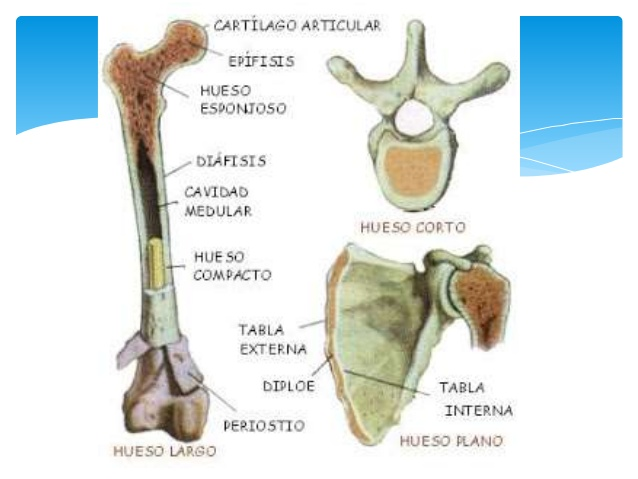 CARTÍLAGO ARTICULAR
EPÍFISIS
HUESO
ESPONJOSO
DIÁFISIS
CAVIDAD
MEDULAR
HUESO
COMPACTO
PERIOSTIO
HUESO LARGO
HUESO CORTO
TABLA
EXTERNA
DIPLOE
TABLA
INTERNA
HUESO PLANO